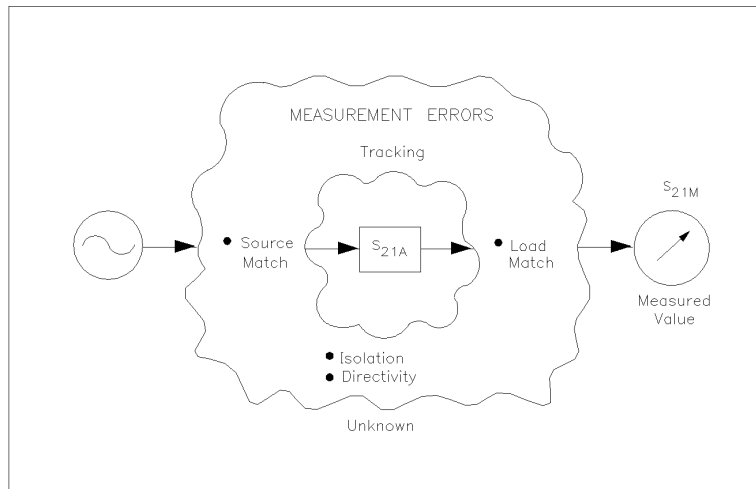 MEASUREMENT ERRORS
Tracking
S21M
Source
Match
S21A
Load
Match
Measured
Value
Isolation
Directivity
Unknown